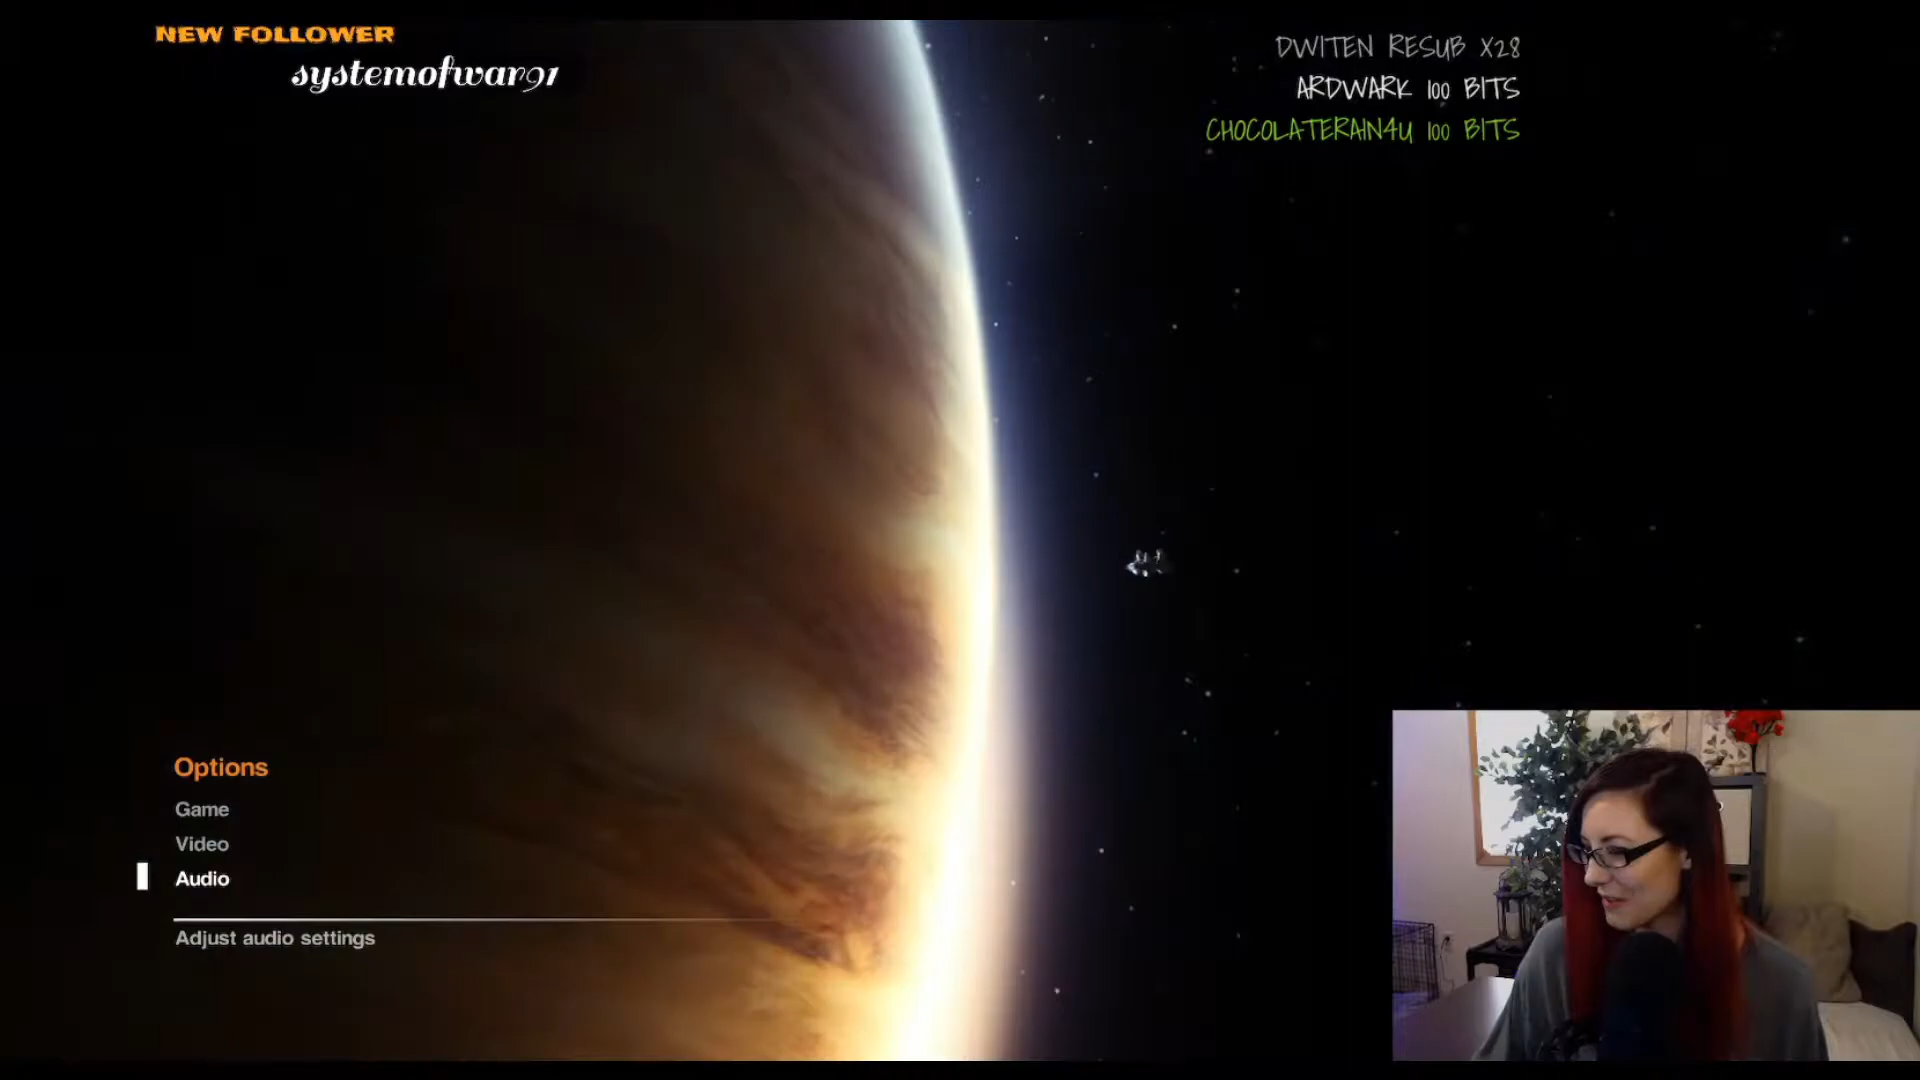 NEW FOLLOWER
systemofwar91
DWITEN RESUB X28
ARDWARK 100 BITS
CHOCOLATERAIN4U 100 BITS
Options
Game
Video
Audio
Adjust audio settings